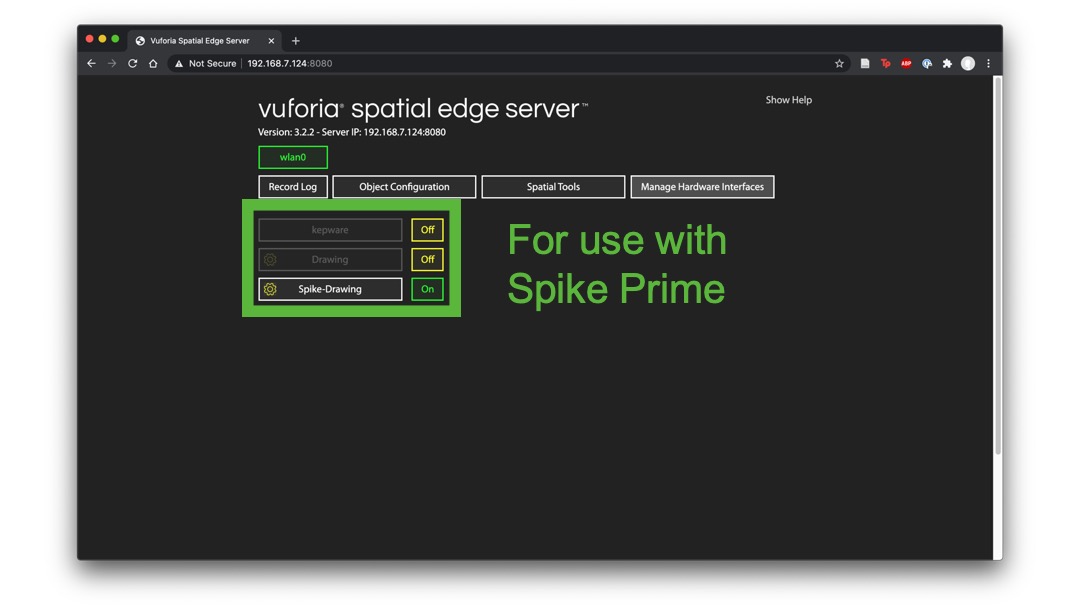 Vuforia Spatial Edge Server
Not Secure 192.168.7.124:8080
Tp
ABP
vuforia® spatial edge server™
Show Help
Version: 3.2.2 - Server IP: 192.168.7.124:8080
wlan0
Record Log
Object Configuration
Spatial Tools
Manage Hardware Interfaces
kepware
Off
Drawing
Off
Spike-Drawing
On
For use with
Spike Prime